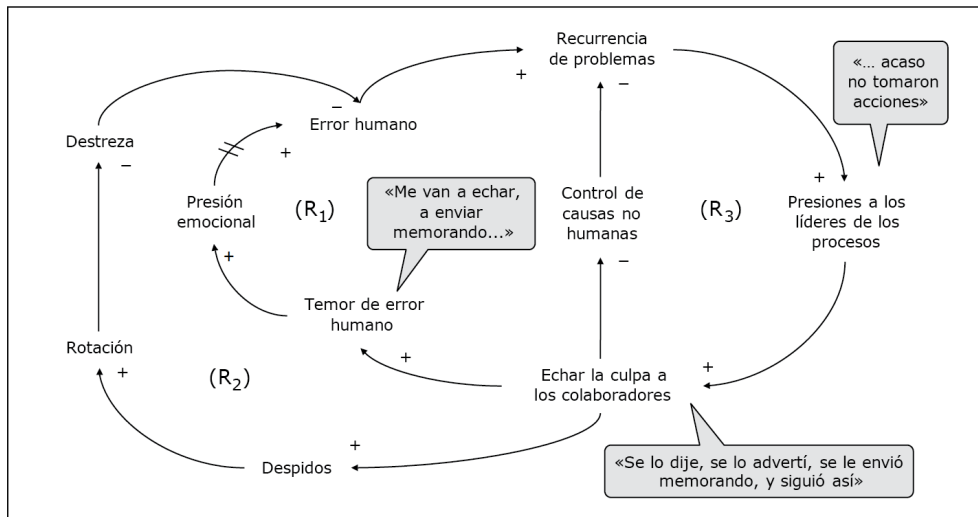 Recurrencia
de problemas
+
−
«... acaso
no tomaron
acciones»
−
Error humano
+
Destreza
−
Presión
emocional
(R1)
+
«Me van a echar,
a enviar
memorando...»
Control de
causas no
humanas
−
(R3)
+
Presiones a los
líderes de los
procesos
Temor de error
humano
+
Rotación
+
(R2)
Echar la culpa a
los colaboradores
+
+
Despidos
«Se lo dije, se lo advertí, se le envió
memorando, y siguió así»